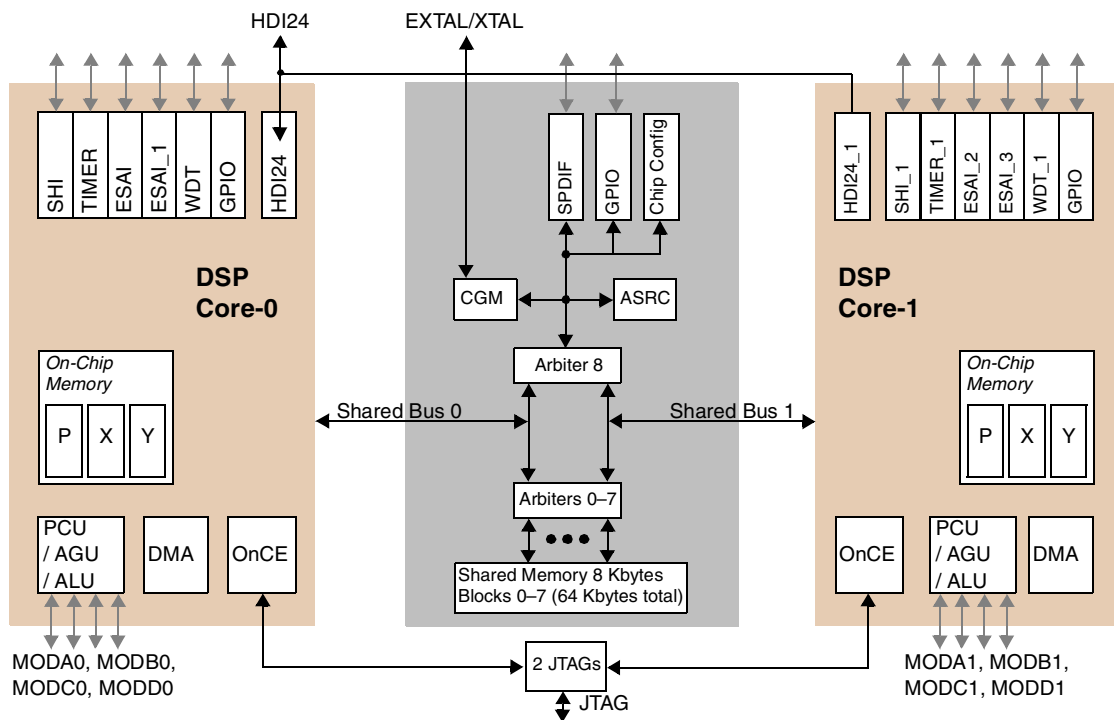 HDI24
EXTAL/XTAL
SHI
TIMER
ESAI
ESAI_1
WDT
GPIO
HDI24
SPDIF
GPIO
Chip Config
HDI24_1
SHI_1
TIMER_1
ESAI_2
ESAI_3
WDT_1
GPIO
DSP
Core-0
CGM
ASRC
DSP
Core-1
Arbiter 8
On-Chip
Memory
P
X
Y
Shared Bus 0
Shared Bus 1
On-Chip
Memory
P
X
Y
Arbiters 0–7
PCU
/ AGU
/ ALU
DMA
OnCE
Shared Memory 8 Kbytes
Blocks 0–7 (64 Kbytes total)
OnCE
PCU
/ AGU
/ ALU
DMA
MODA0, MODB0,
MODC0, MODD0
2 JTAGs
JTAG
MODA1, MODB1,
MODC1, MODD1